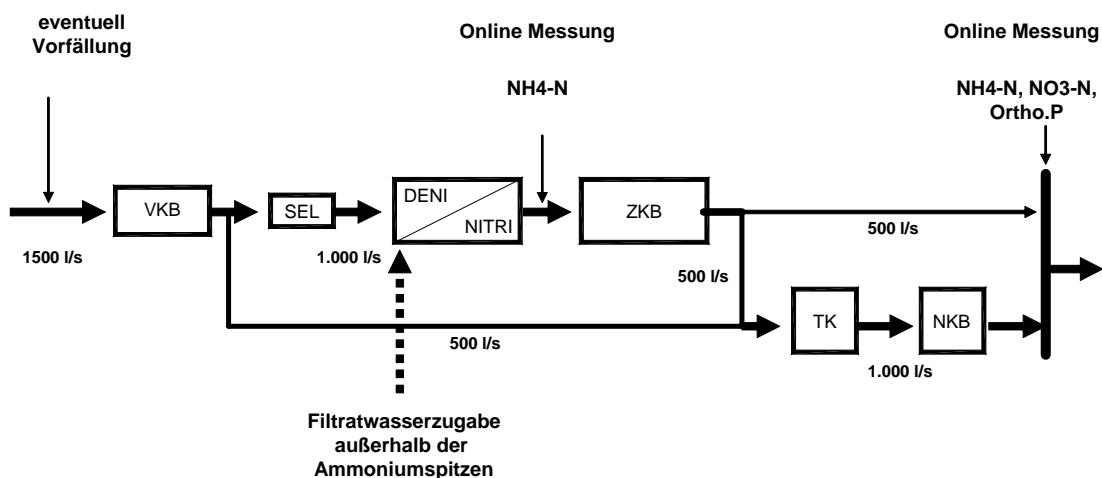 eventuell
Vorfällung
Online Messung
Online Messung
NH4-N
NH4-N, NO3-N,
Ortho.P
VKB
SEL
DENI
NITRI
ZKB
1500 l/s
1.000 l/s
500 l/s
500 l/s
TK
NKB
500 l/s
1.000 l/s
Filtratwasserzugabe
außerhalb der
Ammoniumspitzen